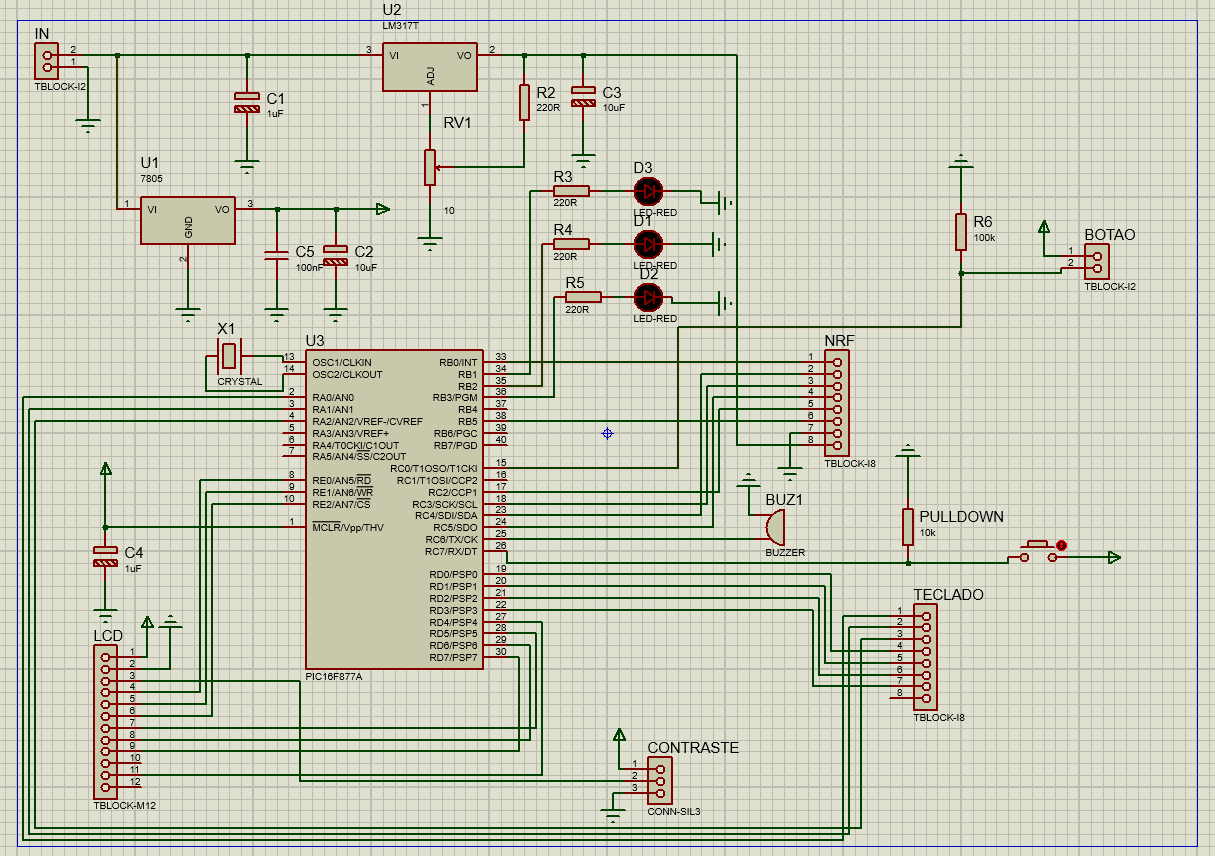 U2
LM317T
IN
2
1
TBLOCK-I2
3
VI
VO
2
ADJ
1
C1
1uF
R2
220R
C3
10uF
RV1
10
U1
7805
1
VI
VO
3
GND
2
C5
100nF
C2
10uF
R3
220R
D3
LED-RED
R4
220R
D1
LED-RED
R5
220R
D2
LED-RED
R6
100k
BOTAO
1
2
TBLOCK-I2
X1
CRYSTAL
U3
13 OSC1/CLKIN RB0/INT 33
14 OSC2/CLKOUT RB1 34
RB2 35
2 RA0/AN0 RB3/PGM 36
3 RA1/AN1 RB4 37
4 RA2/AN2/VREF-/CVREF RB5 38
5 RA3/AN3/VREF+ RB6/PGC 39
6 RA4/T0CKI/C1OUT RB7/PGD 40
7 RA5/AN4/SS/C2OUT
RC0/T1OSO/T1CKI 15
8 RE0/AN5/RD RC1/T1OSI/CCP2 16
9 RE1/AN6/WR RC2/CCP1 17
10 RE2/AN7/CS RC3/SCK/SCL 18
RC4/SDI/SDA 23
1 MCLR/Vpp/THV RC5/SDO 24
RC6/TX/CK 25
RC7/RX/DT 26
RD0/PSP0 19
RD1/PSP1 20
RD2/PSP2 21
RD3/PSP3 22
RD4/PSP4 27
RD5/PSP5 28
RD6/PSP6 29
RD7/PSP7 30
PIC16F877A
NRF
1
2
3
4
5
6
7
8
TBLOCK-I8
BUZ1
BUZZER
PULLDOWN
10k
C4
1uF
LCD
1
2
3
4
5
6
7
8
9
10
11
12
TBLOCK-M12
TECLADO
1
2
3
4
5
6
7
8
TBLOCK-I8
CONTRASTE
1
2
3
CONN-SIL3